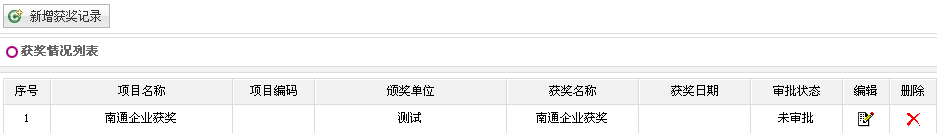 新增获奖记录
获奖情况列表
序号 项目名称 项目编码 颁奖单位 获奖名称 获奖日期 审批状态 编辑 删除
1 南通企业获奖 测试 南通企业获奖 未审批